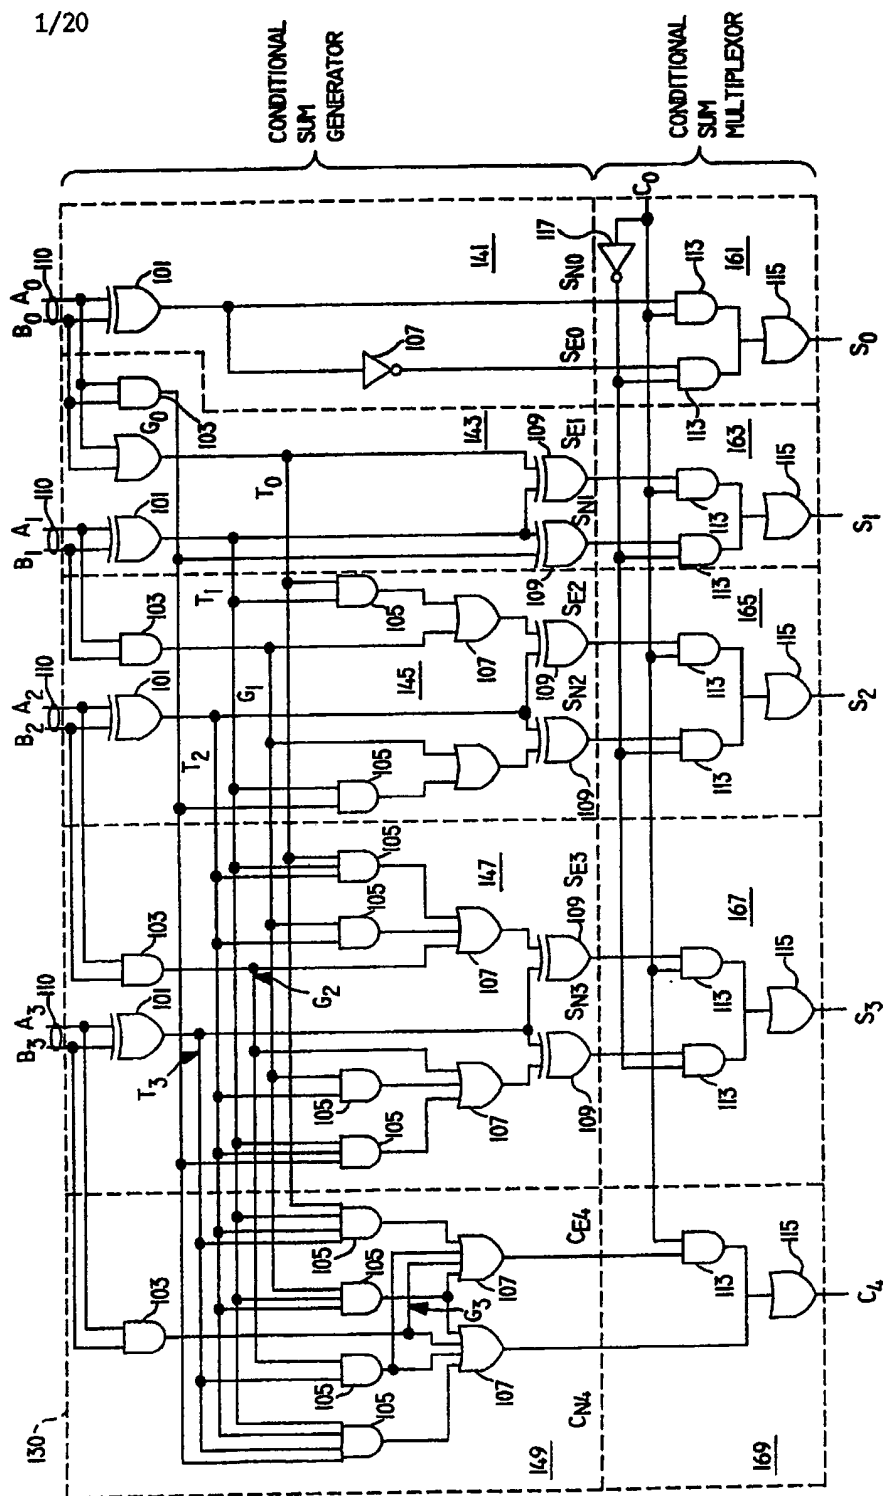 1/20
CONDITIONAL
SUM
GENERATOR
CONDITIONAL
SUM
MULTIPLEXOR
130
B3 A3 110
B2 A2 110
B1 A1 110
B0 A0 110
103
101
103
101
103
101
103
101
T3
G2
T2
G1
T1
T0
G0
105
105
105
105
105
105
105
105
105
105
G3
107
107
107
107
107
107
149
147
145
143
141
109
109
109
109
109
109
CN4
CE4
SN3
SE3
SN2
SE2
SN1
SE1
SE0
SN0
117
C0
113
113
113
113
113
113
113
113
113
169
167
165
163
161
115
115
115
115
115
C4
S3
S2
S1
S0